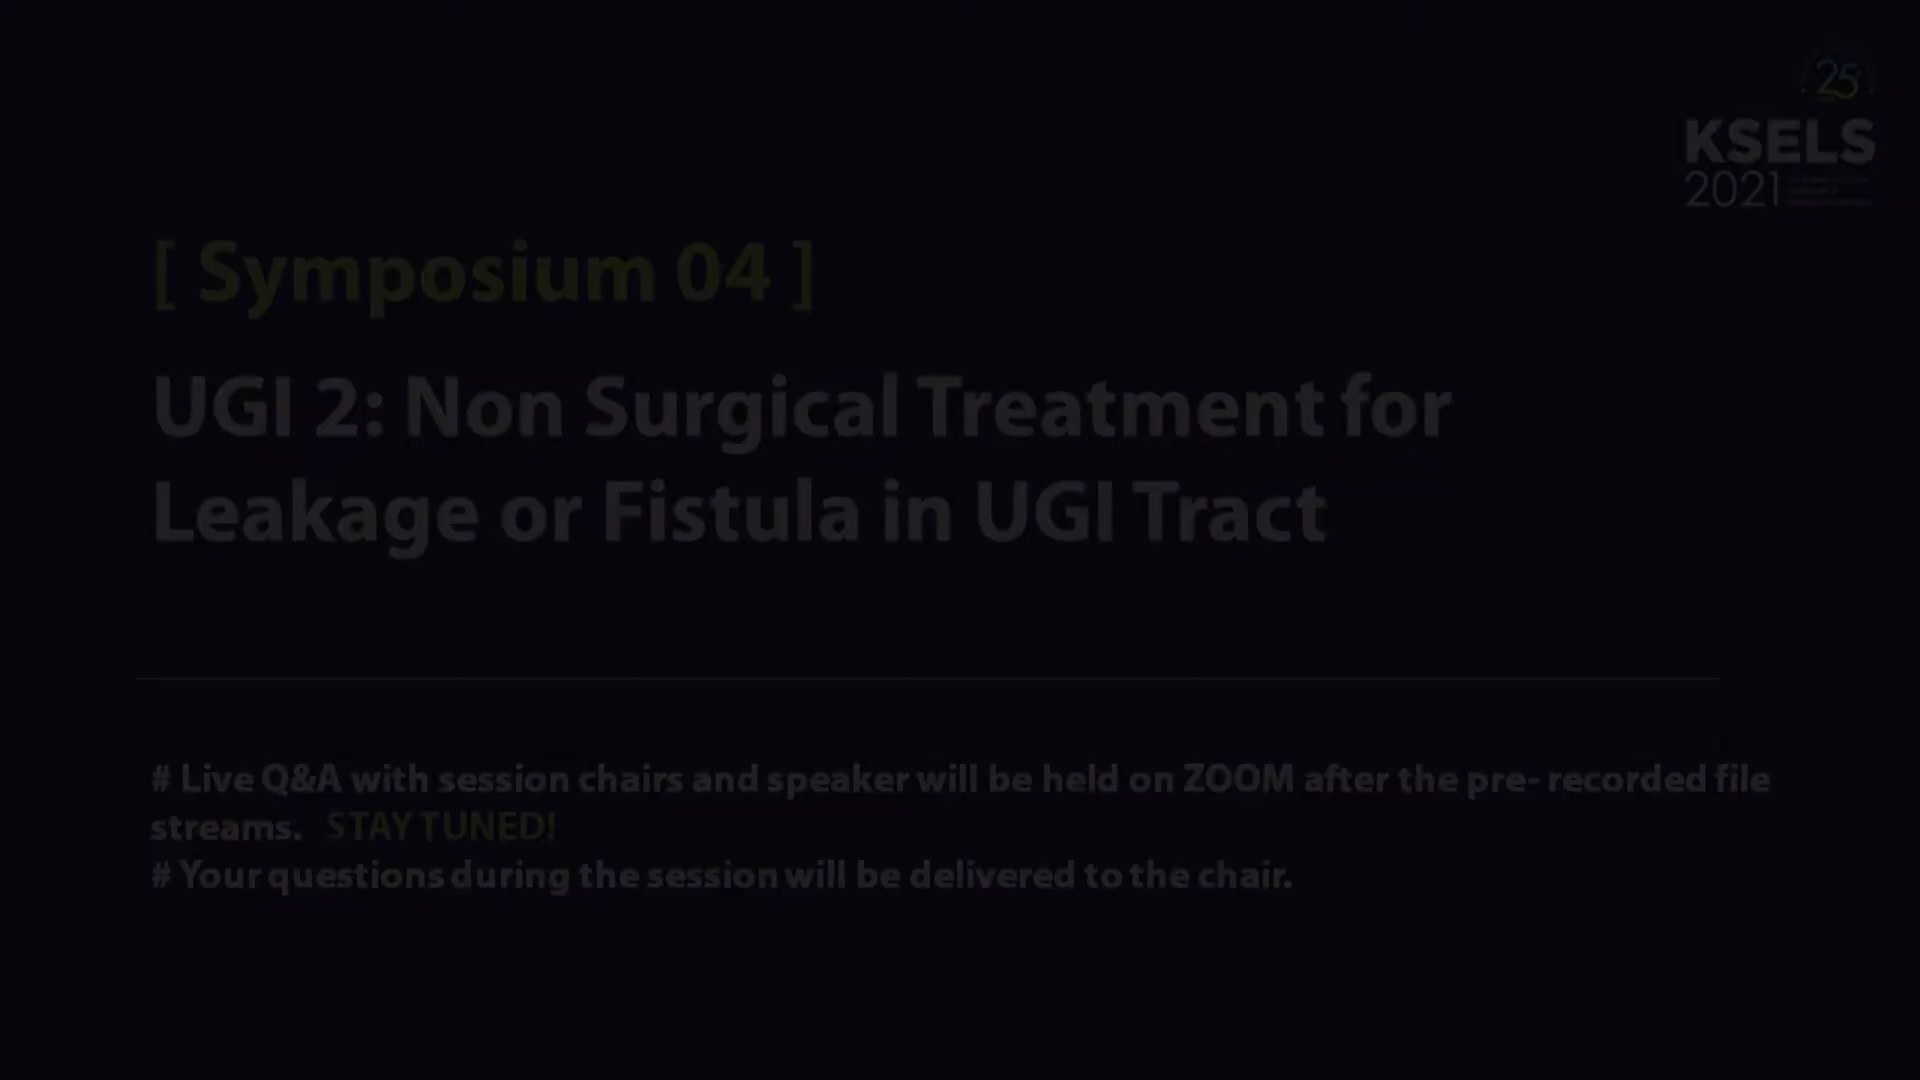 25
KSELS
2021
[ Symposium 04 ]
UGI 2: Non Surgical Treatment for
Leakage or Fistula in UGI Tract
# Live Q&A with session chairs and speaker will be held on ZOOM after the pre- recorded file
streams. STAY TUNED!
# Your questions during the session will be delivered to the chair.